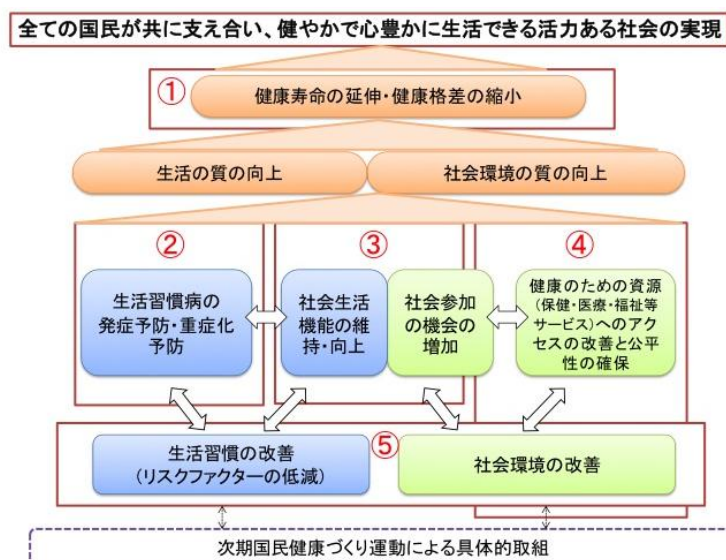 全ての国民が共に支え合い、健やかで心豊かに生活できる活力ある社会の実現
①
健康寿命の延伸・健康格差の縮小
生活の質の向上
社会環境の質の向上
②
③
④
生活習慣病の
発症予防・重症化
予防
社会生活
機能の維
持・向上
社会参加
の機会の
増加
健康のための資源
(保健・医療・福祉等
サービス)へのアク
セスの改善と公平
性の確保
⑤
生活習慣の改善
(リスクファクターの低減)
社会環境の改善
次期国民健康づくり運動による具体的取組